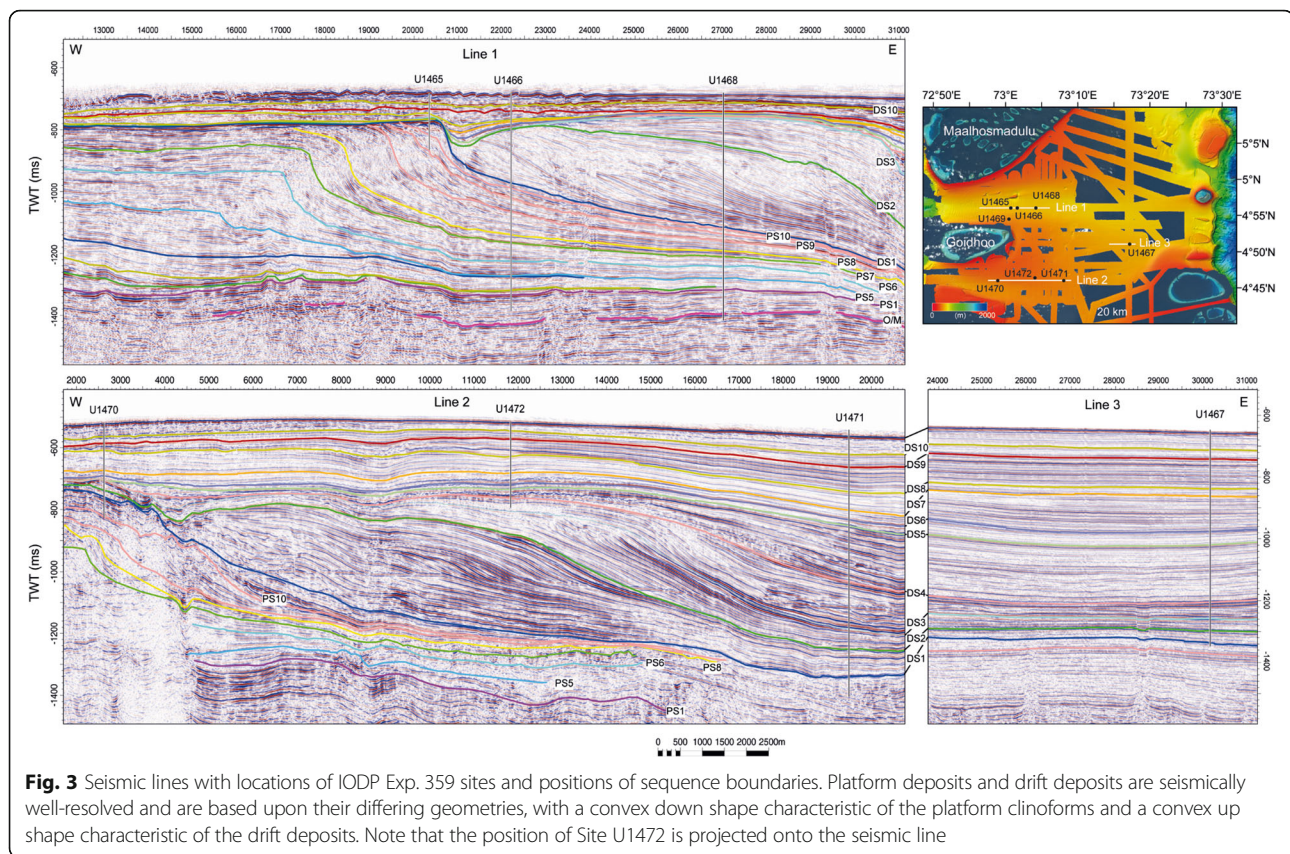 13000 14000 15000 16000 17000 18000 19000 20000 21000 22000 23000 24000 25000 26000 27000 28000 29000 30000 31000
W Line 1 E
U1465 U1466 U1468
-600
-800
-1000
-1200
-1400
TWT (ms)
DS10
DS3
DS2
PS10
PS9
PS8
DS1
PS7
PS6
PS5
PS1
O/M
72°50'E 73°E 73°10'E 73°20'E 73°30'E
Maalhosmadulu
5°5'N
5°N
4°55'N
4°50'N
4°45'N
U1465 U1468
Line 1
U1469 U1466
Goidhoo
Line 3
U1467
U1472 U1471
U1470
Line 2
0 (m) 2000
20 km
2000 3000 4000 5000 6000 7000 8000 9000 10000 11000 12000 13000 14000 15000 16000 17000 18000 19000 20000
W Line 2
U1470 U1472 U1471
-600
-800
-1000
-1200
-1400
TWT (ms)
PS10
PS6
PS8
PS5
PS1
DS10
DS9
DS8
DS7
DS6
DS5
DS4
DS3
DS2
DS1
24000 26000 27000 28000 29000 30000 31000
Line 3 E
U1467
-600
-800
-1000
-1200
-1400
0 500 1000 1500 2000 2500m
Fig. 3 Seismic lines with locations of IODP Exp. 359 sites and positions of sequence boundaries. Platform deposits and drift deposits are seismically
well-resolved and are based upon their differing geometries, with a convex down shape characteristic of the platform clinoforms and a convex up
shape characteristic of the drift deposits. Note that the position of Site U1472 is projected onto the seismic line